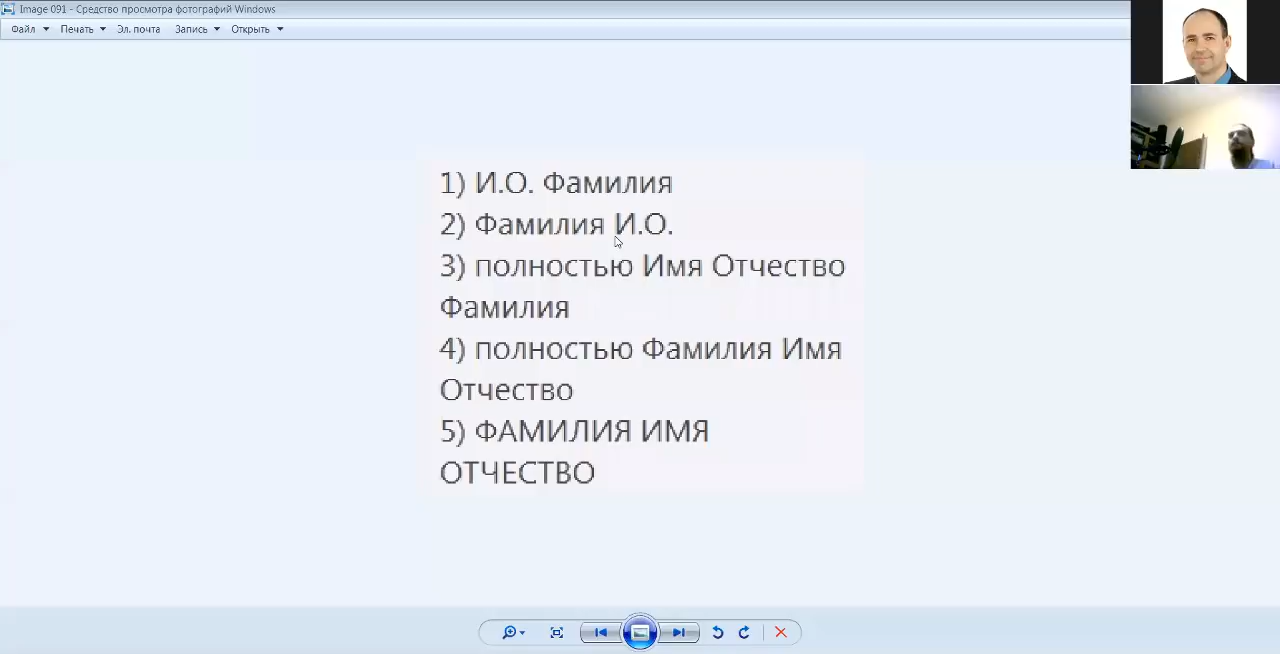 Image 091 - Средство просмотра фотографий Windows
Файл Печать Эл. почта Запись Открыть
1) И.О. Фамилия
2) Фамилия И.О.
3) полностью Имя Отчество
Фамилия
4) полностью Фамилия Имя
Отчество
5) ФАМИЛИЯ ИМЯ
ОТЧЕСТВО